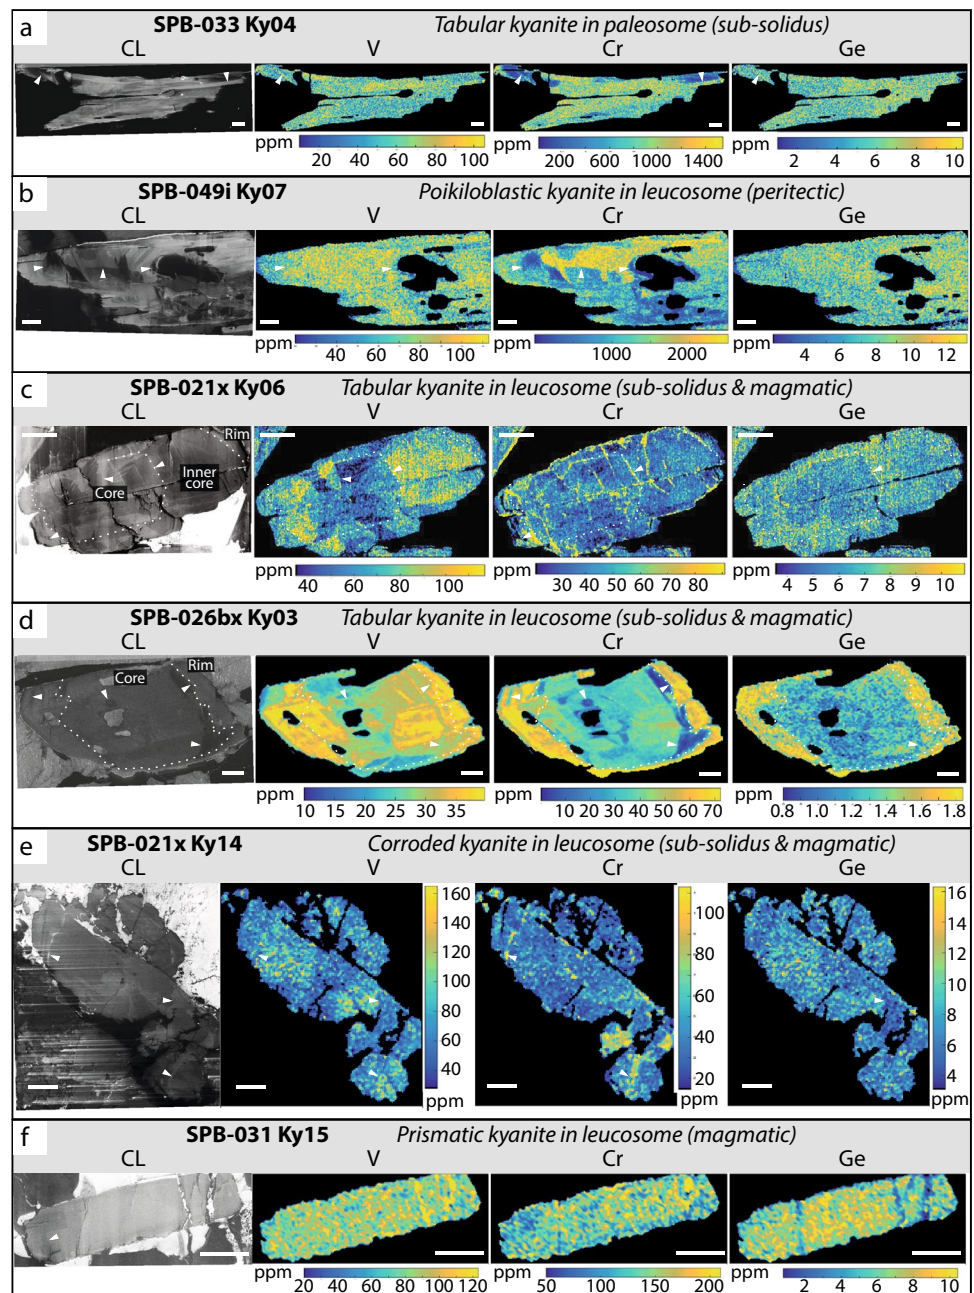 a SPB-033 Ky04 Tabular kyanite in paleosome (sub-solidus)
CL V Cr Ge
ppm 20 40 60 80 100 ppm 200 600 1000 1400 ppm 2 4 6 8 10
b SPB-049i Ky07 Poikiloblastic kyanite in leucosome (peritectic)
CL V Cr Ge
ppm 40 60 80 100 ppm 1000 2000 ppm 4 6 8 10 12
c SPB-021x Ky06 Tabular kyanite in leucosome (sub-solidus & magmatic)
CL V Cr Ge
Rim
Inner
core
Core
ppm 40 60 80 100 ppm 30 40 50 60 70 80 ppm 4 5 6 7 8 9 10
d SPB-026bx Ky03 Tabular kyanite in leucosome (sub-solidus & magmatic)
CL V Cr Ge
Rim
Core
ppm 10 15 20 25 30 35 ppm 10 20 30 40 50 60 70 ppm 0.8 1.0 1.2 1.4 1.6 1.8
e SPB-021x Ky14 Corroded kyanite in leucosome (sub-solidus & magmatic)
CL V Cr Ge
160 140 120 100 80 60 40 ppm
100 80 60 40 20 ppm
16 14 12 10 8 6 4 ppm
f SPB-031 Ky15 Prismatic kyanite in leucosome (magmatic)
CL V Cr Ge
ppm 20 40 60 80 100 120 ppm 50 100 150 200 ppm 2 4 6 8 10